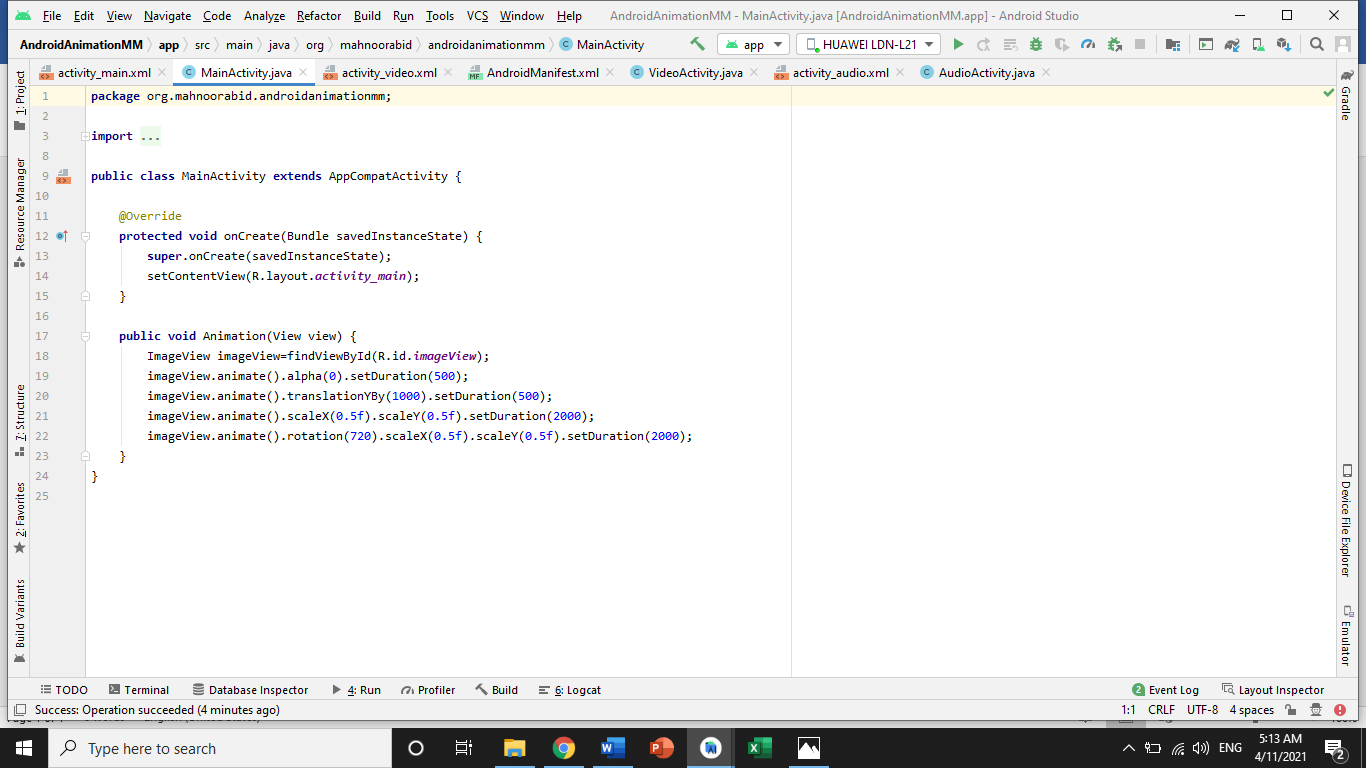 File Edit View Navigate Code Analyze Refactor Build Run Tools VCS Window Help AndroidAnimationMM - MainActivity.java [AndroidAnimationMM.app] - Android Studio
AndroidAnimationMM app src main java org mahnoorabid androidanimationmm MainActivity app HUAWEI LDN-L21
activity_main.xml MainActivity.java activity_video.xml AndroidManifest.xml VideoActivity.java activity_audio.xml AudioActivity.java
1: Project
Resource Manager
7: Structure
2: Favorites
Build Variants
1 package org.mahnoorabid.androidanimationmm;
2
3 import ...
8
9 public class MainActivity extends AppCompatActivity {
10
11 @Override
12 protected void onCreate(Bundle savedInstanceState) {
13 super.onCreate(savedInstanceState);
14 setContentView(R.layout.activity_main);
15 }
16
17 public void Animation(View view) {
18 ImageView imageView=findViewById(R.id.imageView);
19 imageView.animate().alpha(0).setDuration(500);
20 imageView.animate().translationYBy(1000).setDuration(500);
21 imageView.animate().scaleX(0.5f).scaleY(0.5f).setDuration(2000);
22 imageView.animate().rotation(720).scaleX(0.5f).scaleY(0.5f).setDuration(2000);
23 }
24 }
25
Gradle
Device File Explorer
Emulator
TODO Terminal Database Inspector 4: Run Profiler Build 6: Logcat 2 Event Log Layout Inspector
Success: Operation succeeded (4 minutes ago) 1:1 CRLF UTF-8 4 spaces
Type here to search
ENG
5:13 AM
4/11/2021
2